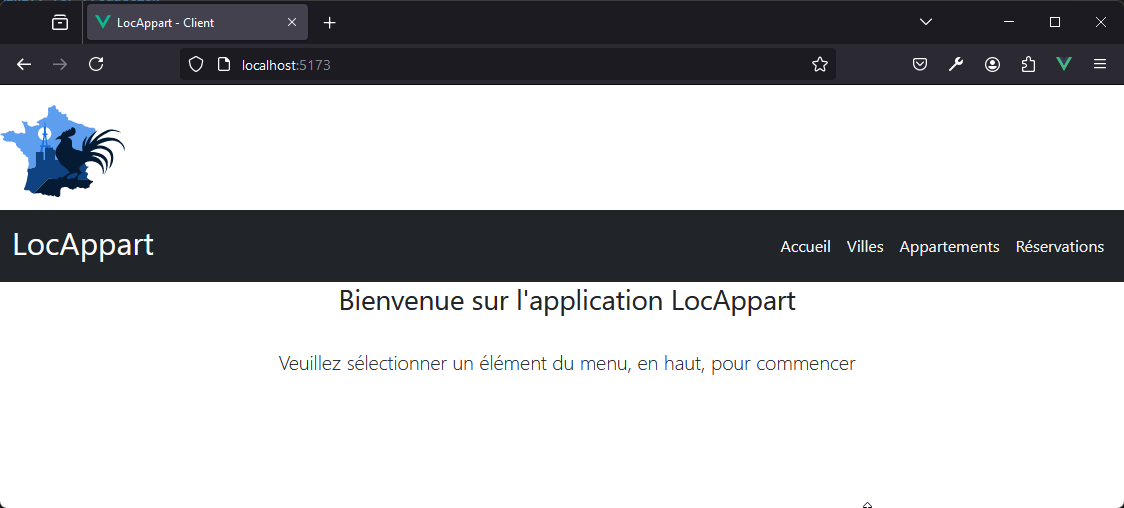 LocAppart - Client
localhost:5173
LocAppart
Accueil Villes Appartements Réservations
Bienvenue sur l'application LocAppart
Veuillez sélectionner un élément du menu, en haut, pour commencer